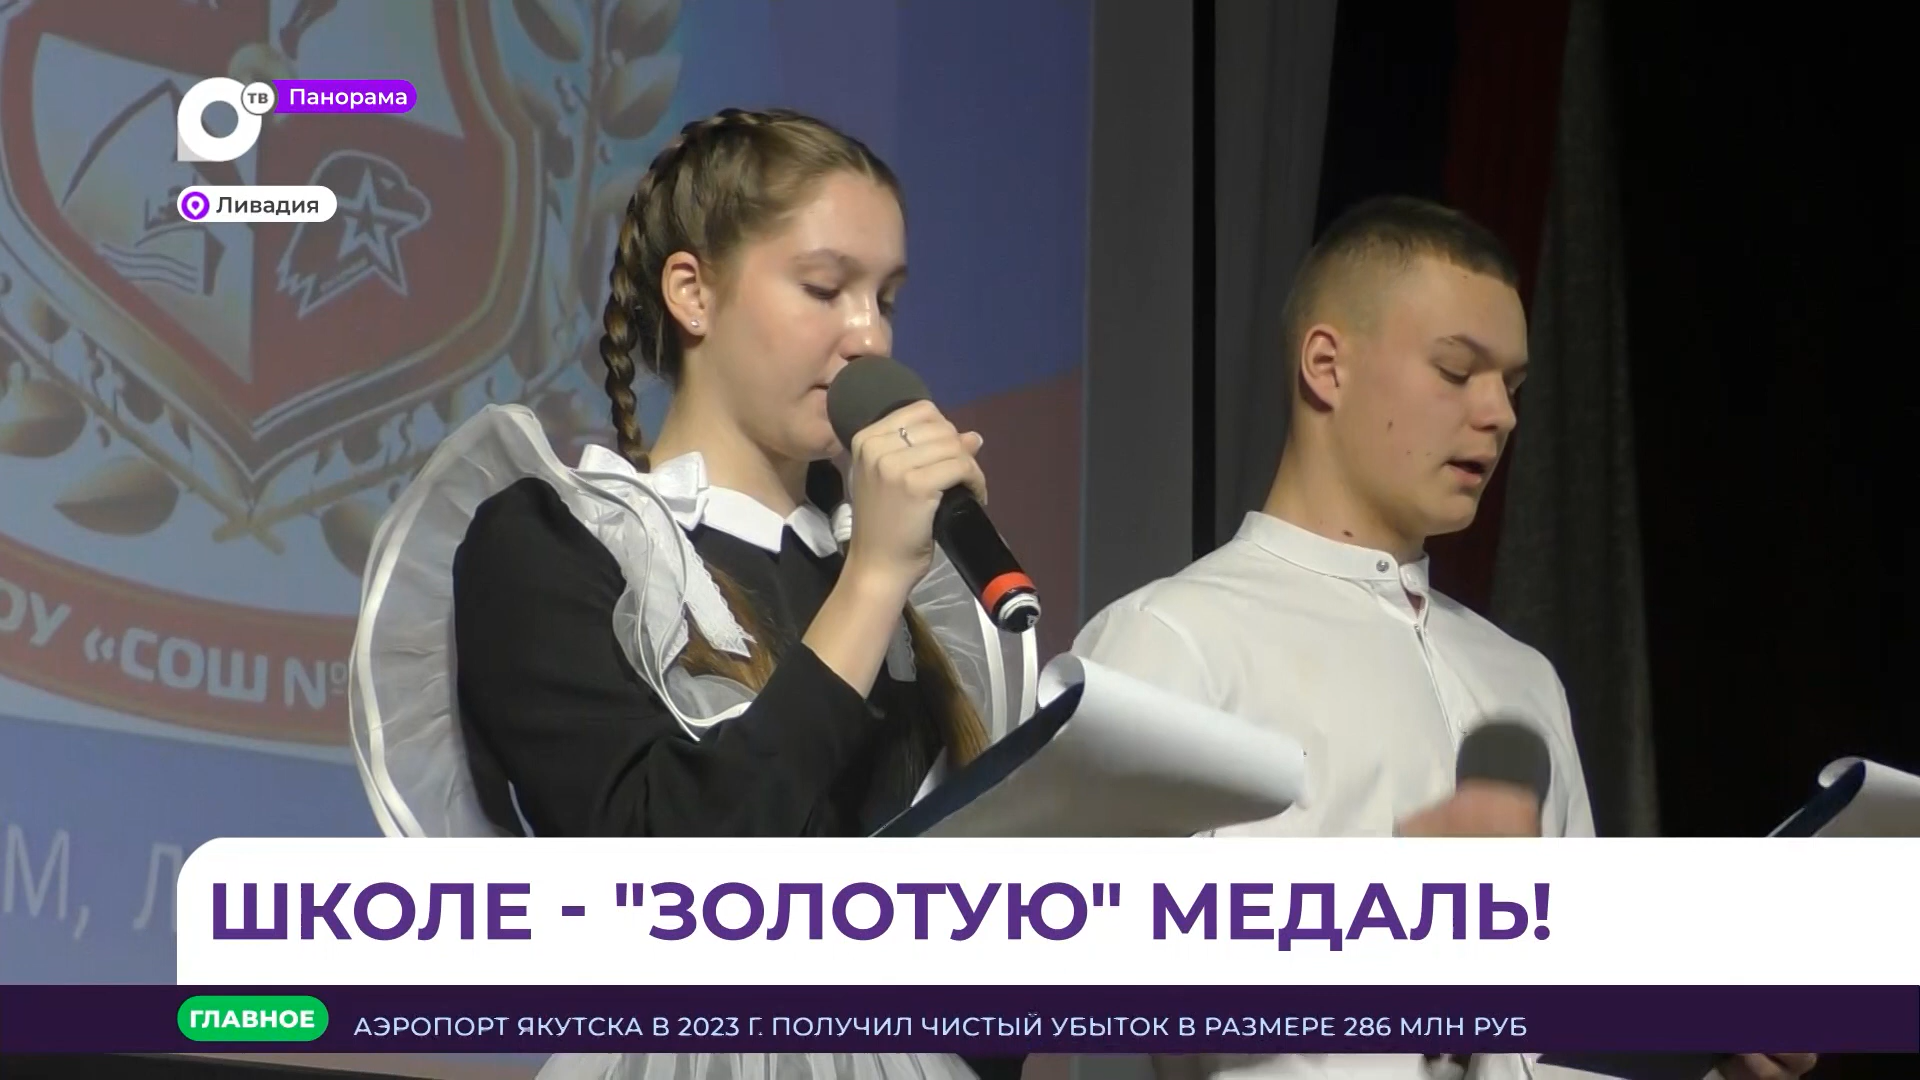 ТВ Панорама
Ливадия
ОУ «СОШ №
М, Л
ШКОЛЕ - "ЗОЛОТУЮ" МЕДАЛЬ!
ГЛАВНОЕ АЭРОПОРТ ЯКУТСКА В 2023 Г. ПОЛУЧИЛ ЧИСТЫЙ УБЫТОК В РАЗМЕРЕ 286 МЛН РУБ